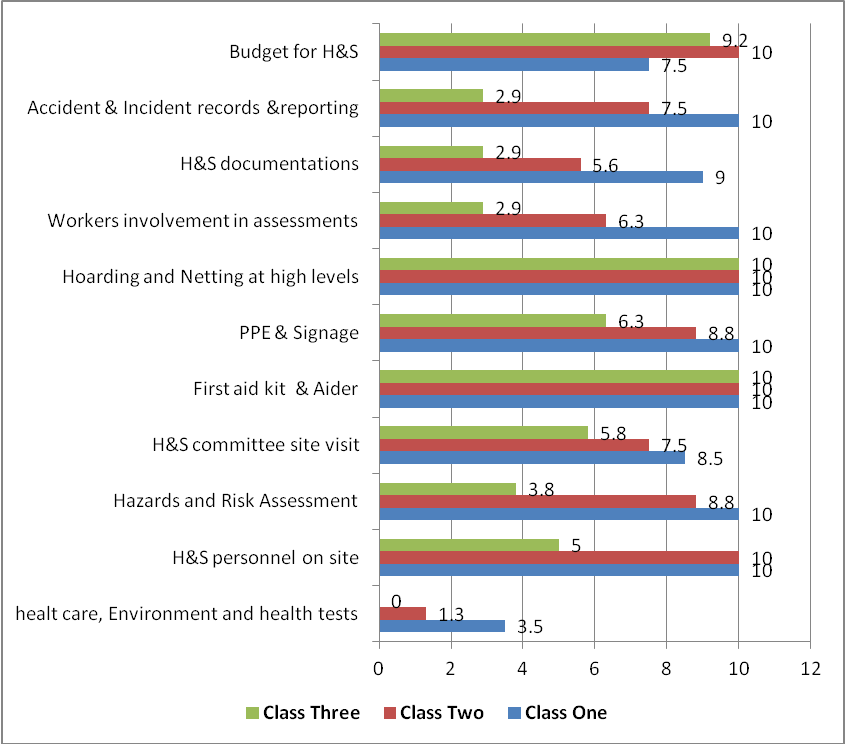 Budget for H&S
9.2
10
7.5
Accident & Incident records &reporting
2.9
7.5
10
H&S documentations
2.9
5.6
9
Workers involvement in assessments
2.9
6.3
10
Hoarding and Netting at high levels
10
10
10
PPE & Signage
6.3
8.8
10
First aid kit & Aider
10
10
10
H&S committee site visit
5.8
7.5
8.5
Hazards and Risk Assessment
3.8
8.8
10
H&S personnel on site
5
10
10
healt care, Environment and health tests
0
1.3
3.5
0 2 4 6 8 10 12
Class Three Class Two Class One